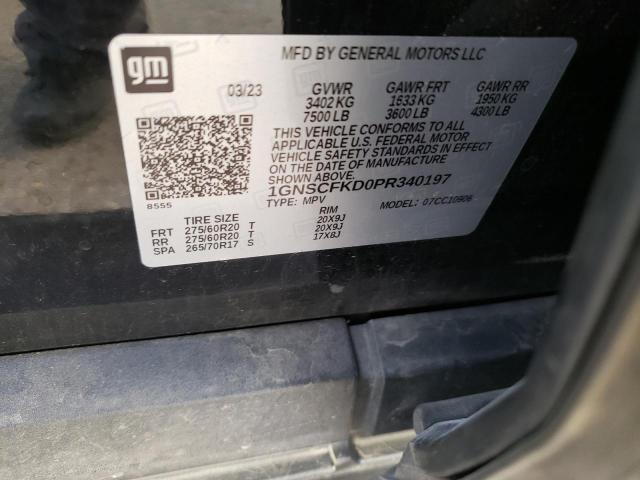 gm
MFD BY GENERAL MOTORS LLC
03/23 GVWR GAWR FRT GAWR RR
3402 KG 1633 KG 1950 KG
7500 LB 3600 LB 4300 LB
THIS VEHICLE CONFORMS TO ALL
APPLICABLE U.S. FEDERAL MOTOR
VEHICLE SAFETY STANDARDS IN EFFECT
ON THE DATE OF MANUFACTURE
SHOWN ABOVE.
1GNSCFKD0PR340197
TYPE: MPV MODEL: 07CC10906
8555
TIRE SIZE RIM
FRT 275/60R20 T 20X9J
RR 275/60R20 T 20X9J
SPA 265/70R17 S 17X8J